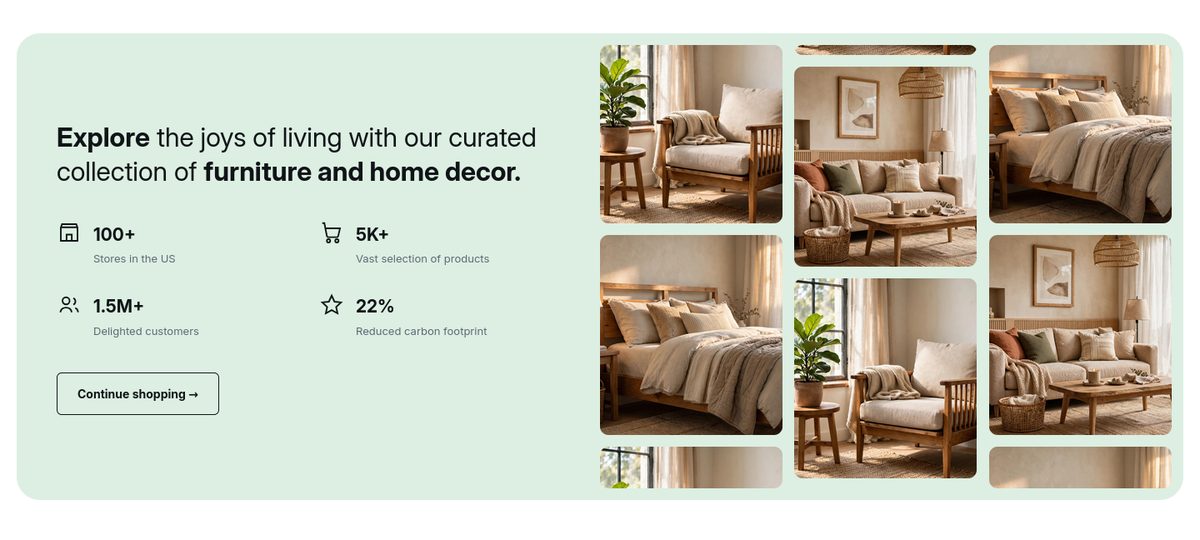 Explore the joys of living with our curated
collection of furniture and home decor.
100+
Stores in the US
5K+
Vast selection of products
1.5M+
Delighted customers
22%
Reduced carbon footprint
Continue shopping →